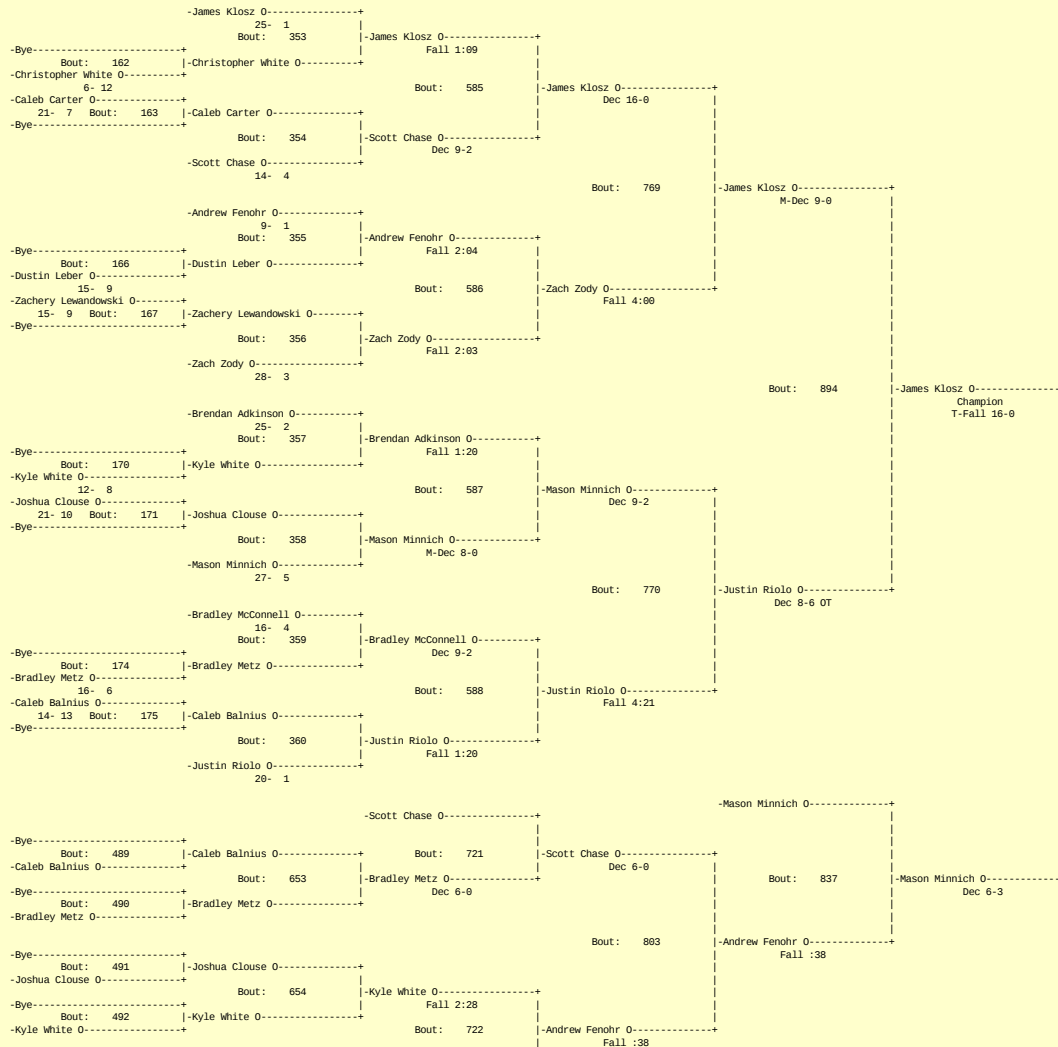 -James Klosz O----------------+
25-  1 |
Bout:    353 |-James Klosz O----------------+
-Bye--------------------------+ | Fall 1:09 |
Bout:    162 |-Christopher White O----------+ |
-Christopher White O----------+ |
6- 12 Bout:    585 |-James Klosz O----------------+
-Caleb Carter O---------------+ | Dec 16-0 |
21-  7   Bout:    163 |-Caleb Carter O---------------+ | |
-Bye--------------------------+ | | |
Bout:    354 |-Scott Chase O----------------+ |
| Dec 9-2 |
-Scott Chase O----------------+ |
14-  4 |
Bout:    769 |-James Klosz O----------------+
| M-Dec 9-0 |
-Andrew Fenohr O--------------+ | |
9-  1 | | |
Bout:    355 |-Andrew Fenohr O--------------+ | |
-Bye--------------------------+ | Fall 2:04 | | |
Bout:    166 |-Dustin Leber O---------------+ | | |
-Dustin Leber O---------------+ | | |
15-  9 Bout:    586 |-Zach Zody O------------------+ |
-Zachery Lewandowski O--------+ | Fall 4:00 |
15-  9   Bout:    167 |-Zachery Lewandowski O--------+ | |
-Bye--------------------------+ | | |
Bout:    356 |-Zach Zody O------------------+ |
| Fall 2:03 |
-Zach Zody O------------------+ |
28-  3 |
Bout:    894 |-James Klosz O----------------
| Champion
-Brendan Adkinson O-----------+ | T-Fall 16-0
25-  2 | |
Bout:    357 |-Brendan Adkinson O-----------+ |
-Bye--------------------------+ | Fall 1:20 | |
Bout:    170 |-Kyle White O-----------------+ | |
-Kyle White O-----------------+ | |
12-  8 Bout:    587 |-Mason Minnich O--------------+ |
-Joshua Clouse O--------------+ | Dec 9-2 | |
21- 10   Bout:    171 |-Joshua Clouse O--------------+ | | |
-Bye--------------------------+ | | | |
Bout:    358 |-Mason Minnich O--------------+ | |
| M-Dec 8-0 | |
-Mason Minnich O--------------+ | |
27-  5 | |
Bout:    770 |-Justin Riolo O---------------+
| Dec 8-6 OT
-Bradley McConnell O----------+ |
16-  4 | |
Bout:    359 |-Bradley McConnell O----------+ |
-Bye--------------------------+ | Dec 9-2 | |
Bout:    174 |-Bradley Metz O---------------+ | |
-Bradley Metz O---------------+ | |
16-  6 Bout:    588 |-Justin Riolo O---------------+
-Caleb Balnius O--------------+ | Fall 4:21
14- 13   Bout:    175 |-Caleb Balnius O--------------+ |
-Bye--------------------------+ | |
Bout:    360 |-Justin Riolo O---------------+
| Fall 1:20
-Justin Riolo O---------------+
20-  1
-Mason Minnich O--------------+
-Scott Chase O----------------+ |
| |
-Bye--------------------------+ | |
Bout:    489 |-Caleb Balnius O--------------+ Bout:    721 |-Scott Chase O----------------+ |
-Caleb Balnius O--------------+ | | Dec 6-0 | |
Bout:    653 |-Bradley Metz O---------------+ | Bout:    837 |-Mason Minnich O--------------
-Bye--------------------------+ | Dec 6-0 | | Dec 6-3
Bout:    490 |-Bradley Metz O---------------+ | |
-Bradley Metz O---------------+ | |
Bout:    803 |-Andrew Fenohr O--------------+
-Bye--------------------------+ | Fall :38
Bout:    491 |-Joshua Clouse O--------------+ |
-Joshua Clouse O--------------+ | |
Bout:    654 |-Kyle White O-----------------+ |
-Bye--------------------------+ | Fall 2:28 | |
Bout:    492 |-Kyle White O-----------------+ | |
-Kyle White O-----------------+ Bout:    722 |-Andrew Fenohr O--------------+
| Fall :38